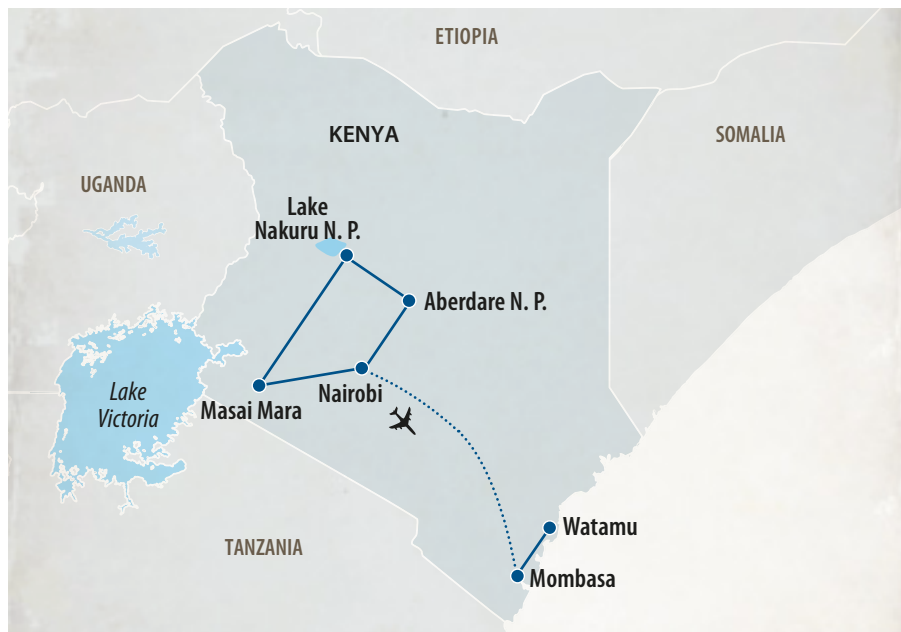 ETIOPIA
KENYA
SOMALIA
UGANDA
Lake
Nakuru N. P.
Aberdare N. P.
Lake
Victoria
Nairobi
Masai Mara
Watamu
TANZANIA
Mombasa